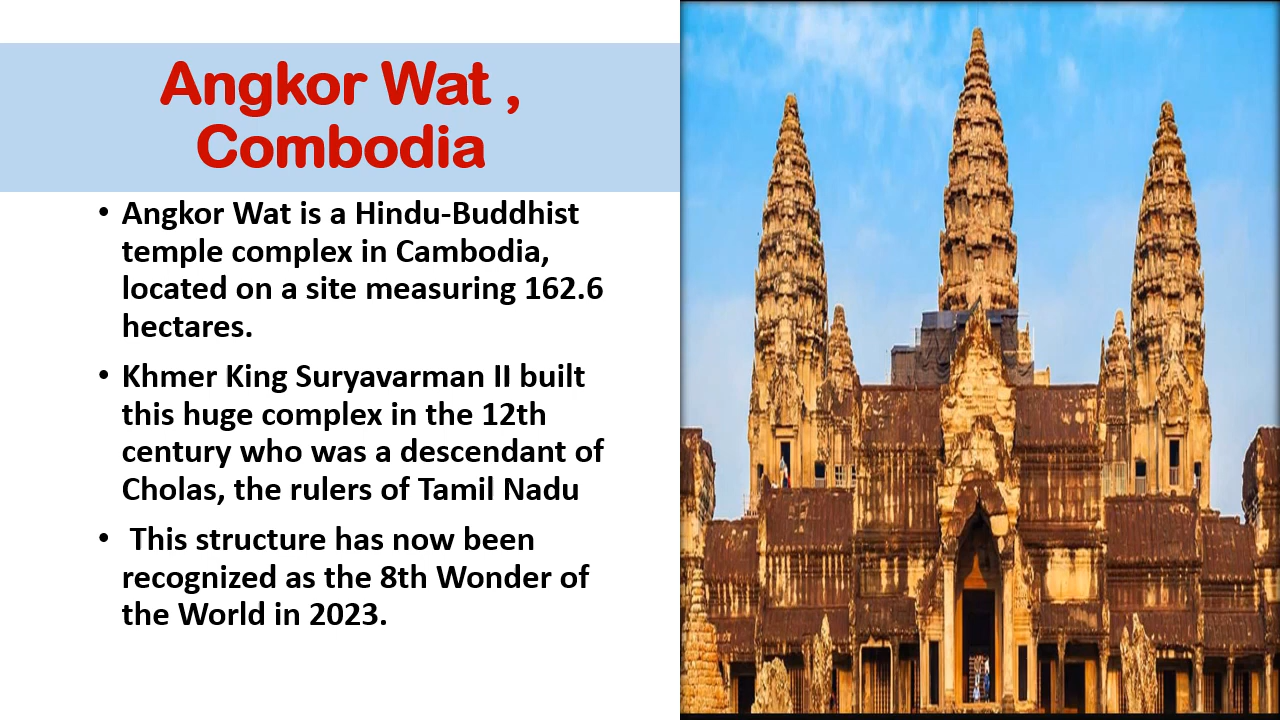 Angkor Wat ,
Combodia
• Angkor Wat is a Hindu-Buddhist
temple complex in Cambodia,
located on a site measuring 162.6
hectares.
• Khmer King Suryavarman II built
this huge complex in the 12th
century who was a descendant of
Cholas, the rulers of Tamil Nadu
• This structure has now been
recognized as the 8th Wonder of
the World in 2023.